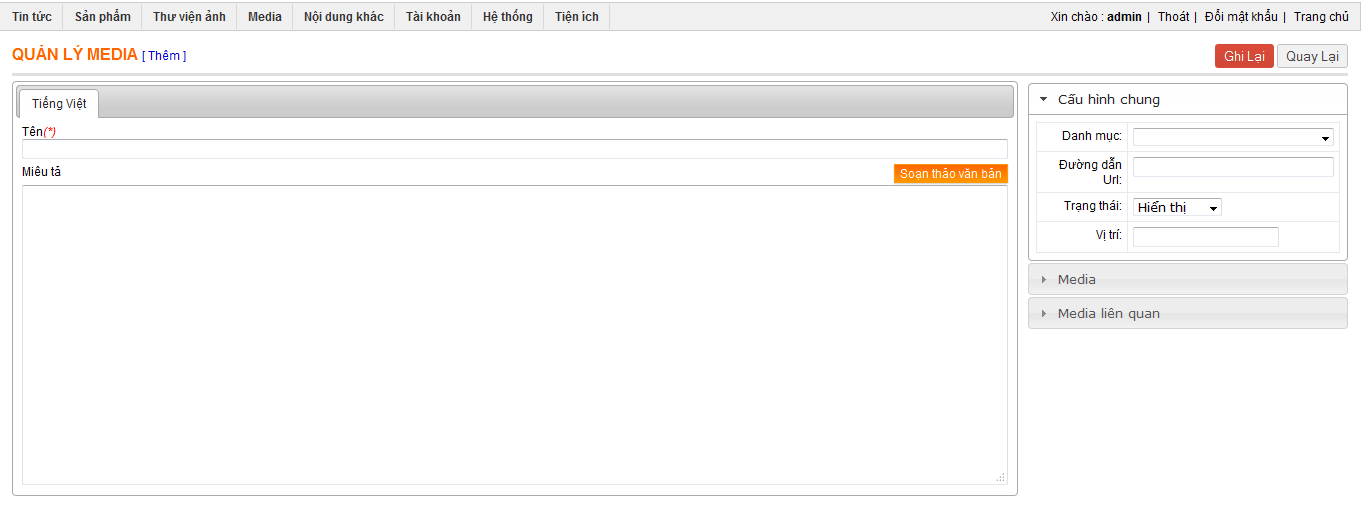 Tin tức Sản phẩm Thư viện ảnh Media Nội dung khác Tài khoản Hệ thống Tiện ích Xin chào : admin | Thoát | Đổi mật khẩu | Trang chủ
QUẢN LÝ MEDIA [ Thêm ] Ghi Lại Quay Lại
Tiếng Việt
Tên(*)
Miêu tả Soạn thảo văn bản
Cấu hình chung
Danh mục:
Đường dẫn
Url:
Trạng thái: Hiển thị
Vị trí:
Media
Media liên quan